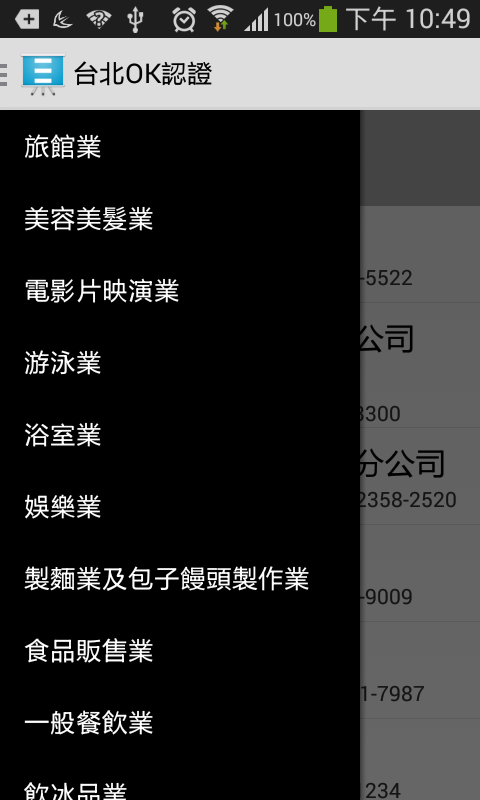 100% 下午 10:49
台北OK認證
旅館業
美容美髮業
-5522
電影片映演業
公司
游泳業
3300
浴室業
分公司
2358-2520
娛樂業
製麵業及包子饅頭製作業
-9009
食品販售業
1-7987
一般餐飲業
飲冰品業
234